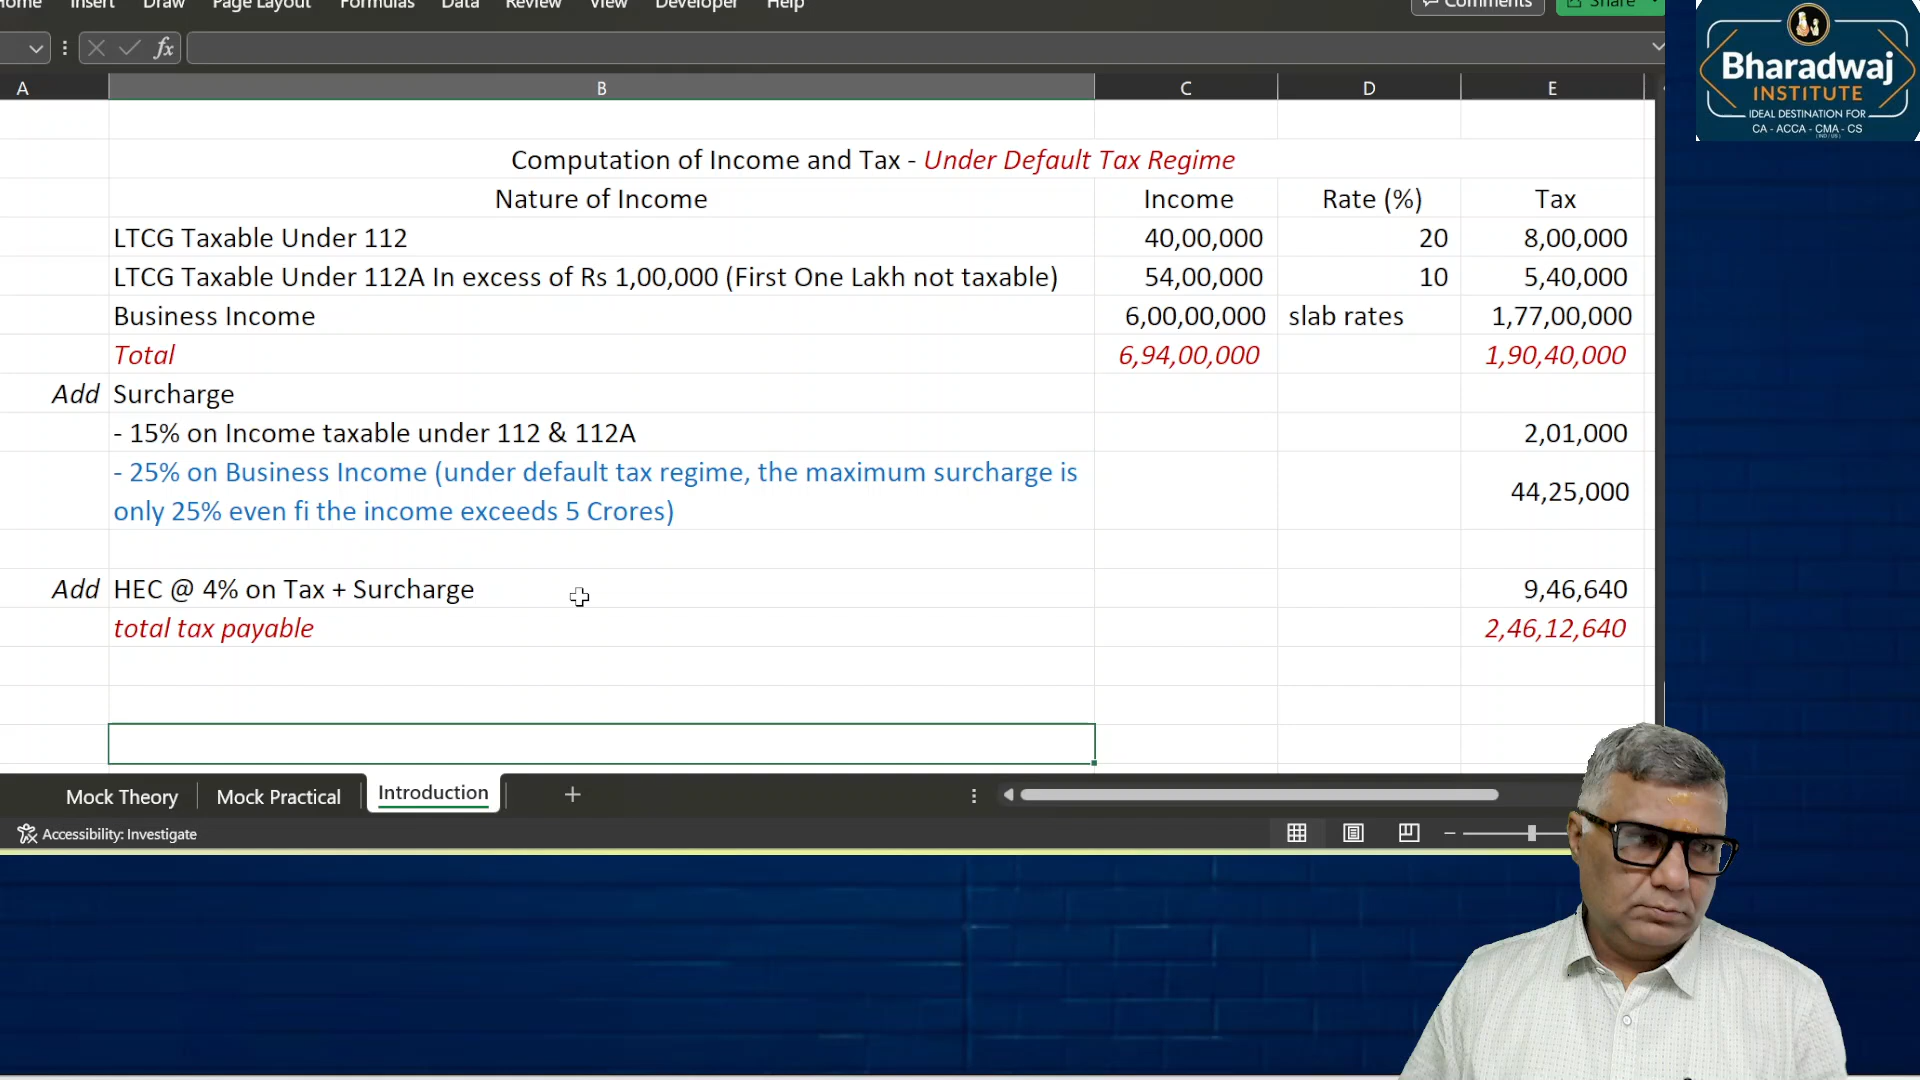 Home Insert Draw Page Layout Formulas Data Review View Developer Help Comments Share
fx
A B C D E
Computation of Income and Tax - Under Default Tax Regime
Nature of Income Income Rate (%) Tax
LTCG Taxable Under 112 40,00,000 20 8,00,000
LTCG Taxable Under 112A In excess of Rs 1,00,000 (First One Lakh not taxable) 54,00,000 10 5,40,000
Business Income 6,00,00,000 slab rates 1,77,00,000
Total 6,94,00,000 1,90,40,000
Add Surcharge
- 15% on Income taxable under 112 & 112A 2,01,000
- 25% on Business Income (under default tax regime, the maximum surcharge is
only 25% even fi the income exceeds 5 Crores) 44,25,000
Add HEC @ 4% on Tax + Surcharge 9,46,640
total tax payable 2,46,12,640
Mock Theory Mock Practical Introduction
Accessibility: Investigate
Bharadwaj
INSTITUTE
IDEAL DESTINATION FOR
CA - ACCA - CMA - CS